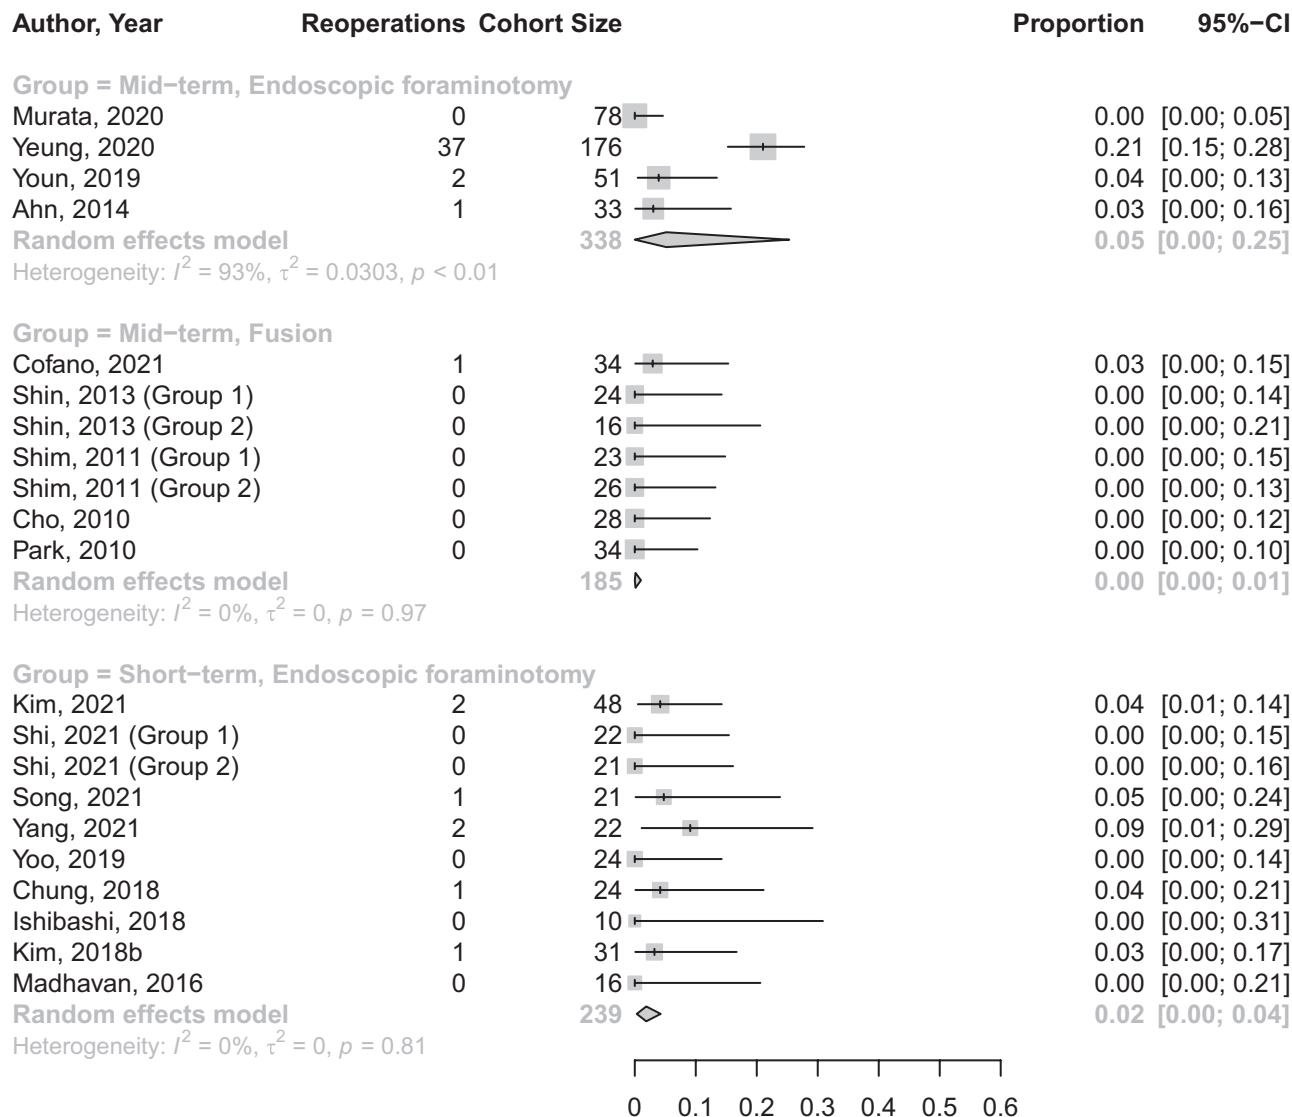 Author, Year Reoperations Cohort Size Proportion 95%−CI
Group = Mid−term, Endoscopic foraminotomy
Murata, 2020 0 78 0.00 [0.00; 0.05]
Yeung, 2020 37 176 0.21 [0.15; 0.28]
Youn, 2019 2 51 0.04 [0.00; 0.13]
Ahn, 2014 1 33 0.03 [0.00; 0.16]
Random effects model 338 0.05 [0.00; 0.25]
Heterogeneity: I² = 93%, τ² = 0.0303, p < 0.01
Group = Mid−term, Fusion
Cofano, 2021 1 34 0.03 [0.00; 0.15]
Shin, 2013 (Group 1) 0 24 0.00 [0.00; 0.14]
Shin, 2013 (Group 2) 0 16 0.00 [0.00; 0.21]
Shim, 2011 (Group 1) 0 23 0.00 [0.00; 0.15]
Shim, 2011 (Group 2) 0 26 0.00 [0.00; 0.13]
Cho, 2010 0 28 0.00 [0.00; 0.12]
Park, 2010 0 34 0.00 [0.00; 0.10]
Random effects model 185 0.00 [0.00; 0.01]
Heterogeneity: I² = 0%, τ² = 0, p = 0.97
Group = Short−term, Endoscopic foraminotomy
Kim, 2021 2 48 0.04 [0.01; 0.14]
Shi, 2021 (Group 1) 0 22 0.00 [0.00; 0.15]
Shi, 2021 (Group 2) 0 21 0.00 [0.00; 0.16]
Song, 2021 1 21 0.05 [0.00; 0.24]
Yang, 2021 2 22 0.09 [0.01; 0.29]
Yoo, 2019 0 24 0.00 [0.00; 0.14]
Chung, 2018 1 24 0.04 [0.00; 0.21]
Ishibashi, 2018 0 10 0.00 [0.00; 0.31]
Kim, 2018b 1 31 0.03 [0.00; 0.17]
Madhavan, 2016 0 16 0.00 [0.00; 0.21]
Random effects model 239 0.02 [0.00; 0.04]
Heterogeneity: I² = 0%, τ² = 0, p = 0.81
0 0.1 0.2 0.3 0.4 0.5 0.6